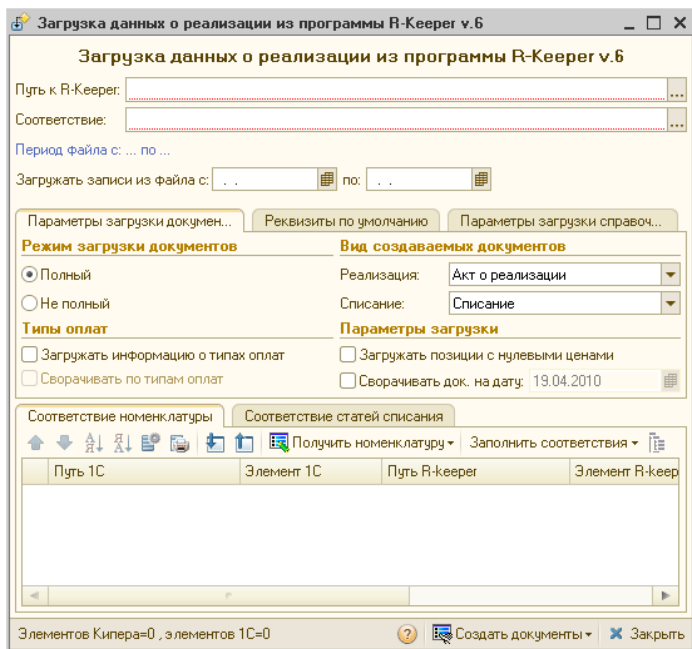 Загрузка данных о реализации из программы R-Keeper v.6
Загрузка данных о реализации из программы R-Keeper v.6
Путь к R-Keeper:
Соответствие:
Период файла с: ... по ...
Загружать записи из файла с: . . по: . .
Параметры загрузки докумен... Реквизиты по умолчанию Параметры загрузки справоч...
Режим загрузки документов Вид создаваемых документов
Полный Реализация: Акт о реализации
Не полный Списание: Списание
Типы оплат Параметры загрузки
Загружать информацию о типах оплат Загружать позиции с нулевыми ценами
Сворачивать по типам оплат Сворачивать док. на дату: 19.04.2010
Соответствие номенклатуры Соответствие статей списания
Получить номенклатуру Заполнить соответствия
Путь 1С Элемент 1С Путь R-keeper Элемент R-keep
Элементов Кипера=0 , элементов 1С=0 ? Создать документы Закрыть